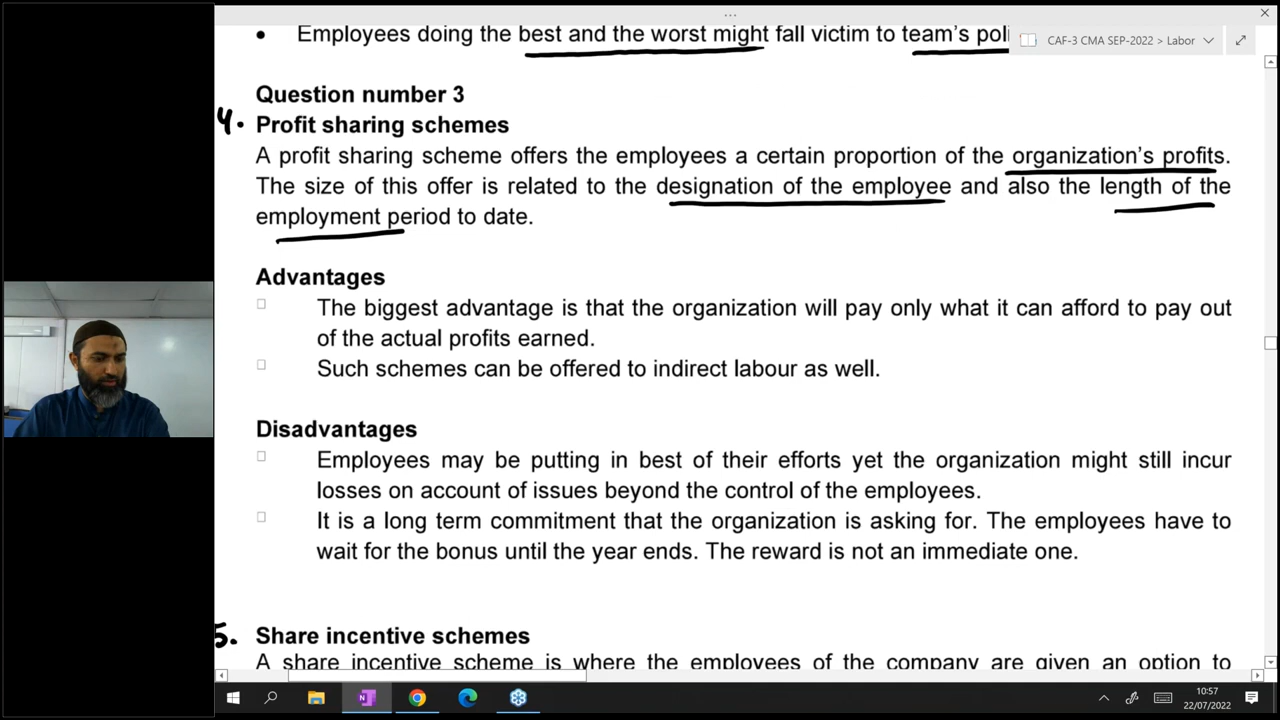 • Employees doing the best and the worst might fall victim to team's poli
CAF-3 CMA SEP-2022 > Labor
Question number 3
4. Profit sharing schemes
A profit sharing scheme offers the employees a certain proportion of the organization's profits.
The size of this offer is related to the designation of the employee and also the length of the
employment period to date.
Advantages
The biggest advantage is that the organization will pay only what it can afford to pay out
of the actual profits earned.
Such schemes can be offered to indirect labour as well.
Disadvantages
Employees may be putting in best of their efforts yet the organization might still incur
losses on account of issues beyond the control of the employees.
It is a long term commitment that the organization is asking for. The employees have to
wait for the bonus until the year ends. The reward is not an immediate one.
5. Share incentive schemes
A share incentive scheme is where the employees of the company are given an option to
10:57
22/07/2022